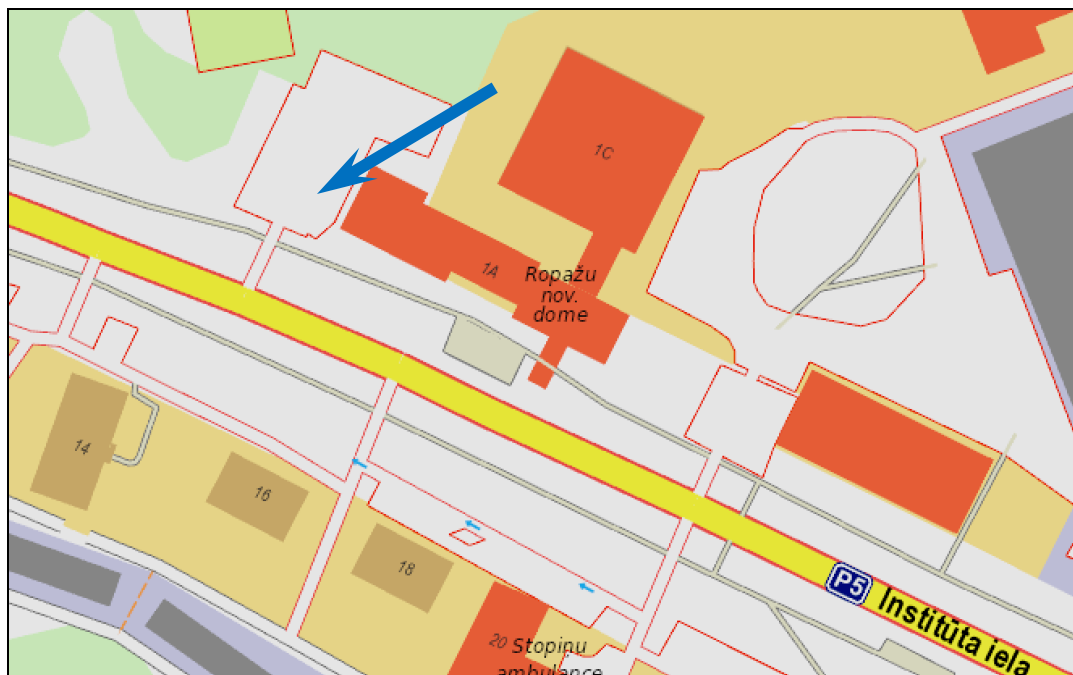 1C
1A
Ropažu
nov.
dome
14
16
18
20
Stopiņu
ambulance
P5
Institūta iela